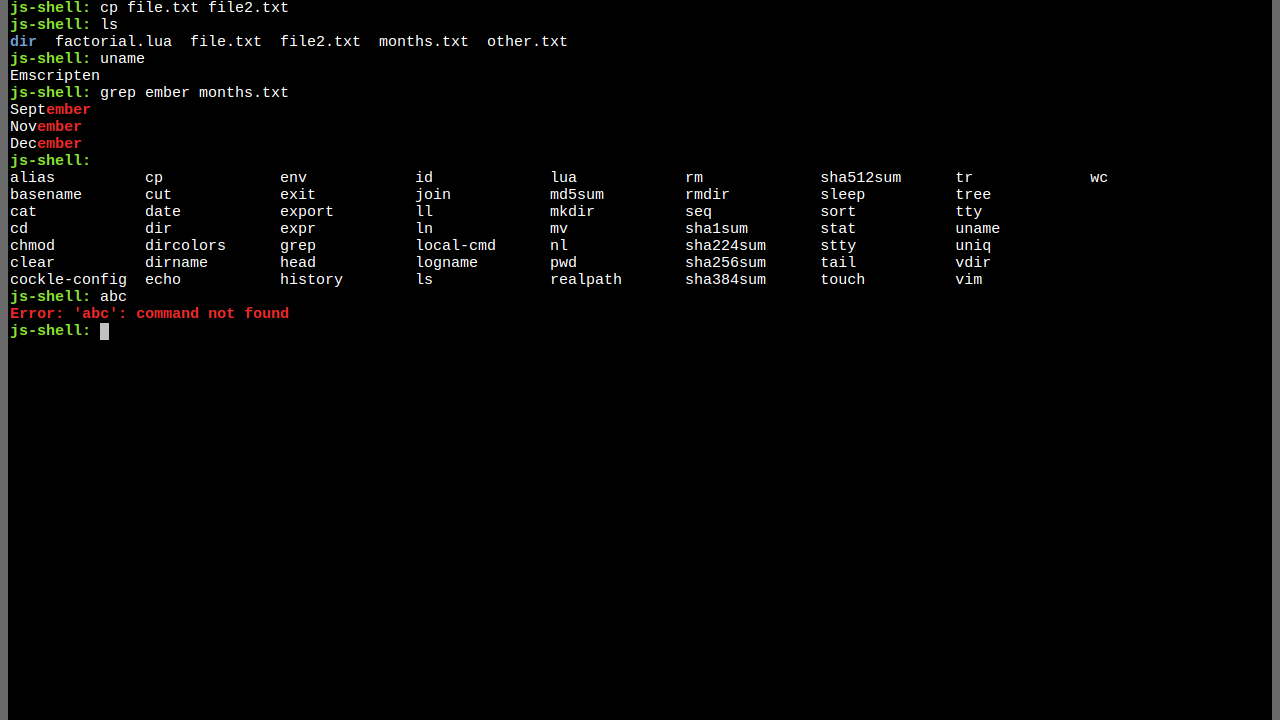 js-shell: cp file.txt file2.txt
js-shell: ls
dir  factorial.lua  file.txt  file2.txt  months.txt  other.txt
js-shell: uname
Emscripten
js-shell: grep ember months.txt
September
November
December
js-shell:
alias          cp             env            id             lua            rm             sha512sum      tr             wc
basename       cut            exit           join           md5sum         rmdir          sleep          tree
cat            date           export         ll             mkdir          seq            sort           tty
cd             dir            expr           ln             mv             sha1sum        stat           uname
chmod          dircolors      grep           local-cmd      nl             sha224sum      stty           uniq
clear          dirname        head           logname        pwd            sha256sum      tail           vdir
cockle-config  echo           history        ls             realpath       sha384sum      touch          vim
js-shell: abc
Error: 'abc': command not found
js-shell: